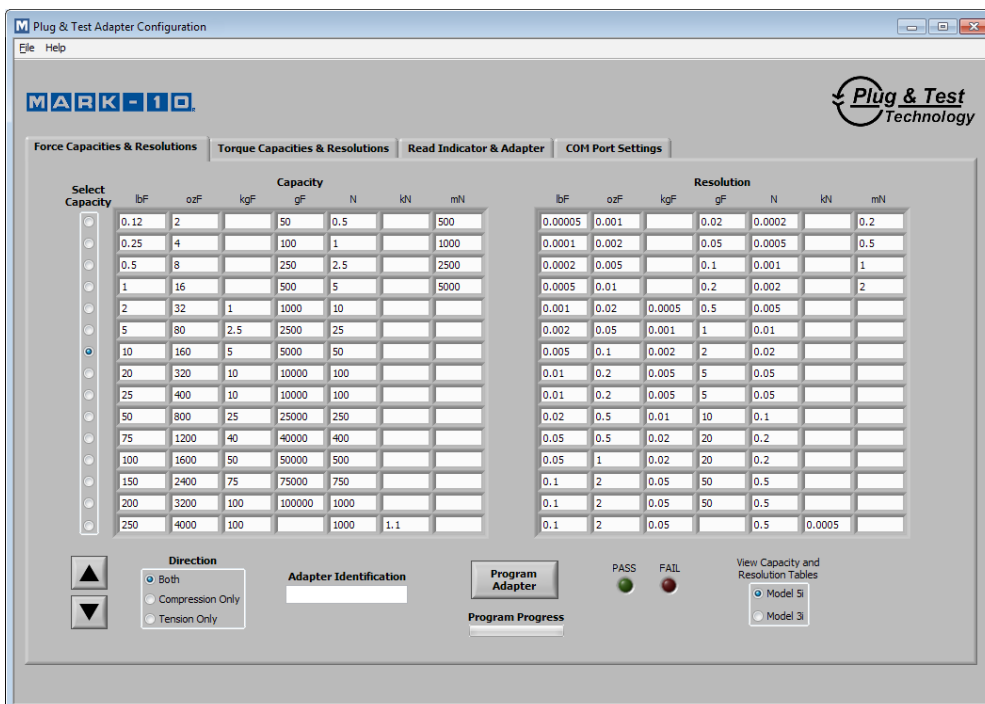 M Plug & Test Adapter Configuration
File Help
MARK-10
Plug & Test
Technology
Force Capacities & Resolutions Torque Capacities & Resolutions Read Indicator & Adapter COM Port Settings
Capacity Resolution
Select
Capacity lbF ozF kgF gF N kN mN lbF ozF kgF gF N kN mN
0.12 2 50 0.5 500 0.00005 0.001 0.02 0.0002 0.2
0.25 4 100 1 1000 0.0001 0.002 0.05 0.0005 0.5
0.5 8 250 2.5 2500 0.0002 0.005 0.1 0.001 1
1 16 500 5 5000 0.0005 0.01 0.2 0.002 2
2 32 1 1000 10 0.001 0.02 0.0005 0.5 0.005
5 80 2.5 2500 25 0.002 0.05 0.001 1 0.01
10 160 5 5000 50 0.005 0.1 0.002 2 0.02
20 320 10 10000 100 0.01 0.2 0.005 5 0.05
25 400 10 10000 100 0.01 0.2 0.005 5 0.05
50 800 25 25000 250 0.02 0.5 0.01 10 0.1
75 1200 40 40000 400 0.05 0.5 0.02 20 0.2
100 1600 50 50000 500 0.05 1 0.02 20 0.2
150 2400 75 75000 750 0.1 2 0.05 50 0.5
200 3200 100 100000 1000 0.1 2 0.05 50 0.5
250 4000 100 1000 1.1 0.1 2 0.05 0.5 0.0005
Direction
Both
Compression Only
Tension Only
Adapter Identification
Program
Adapter
Program Progress
PASS FAIL
View Capacity and
Resolution Tables
Model 5i
Model 3i